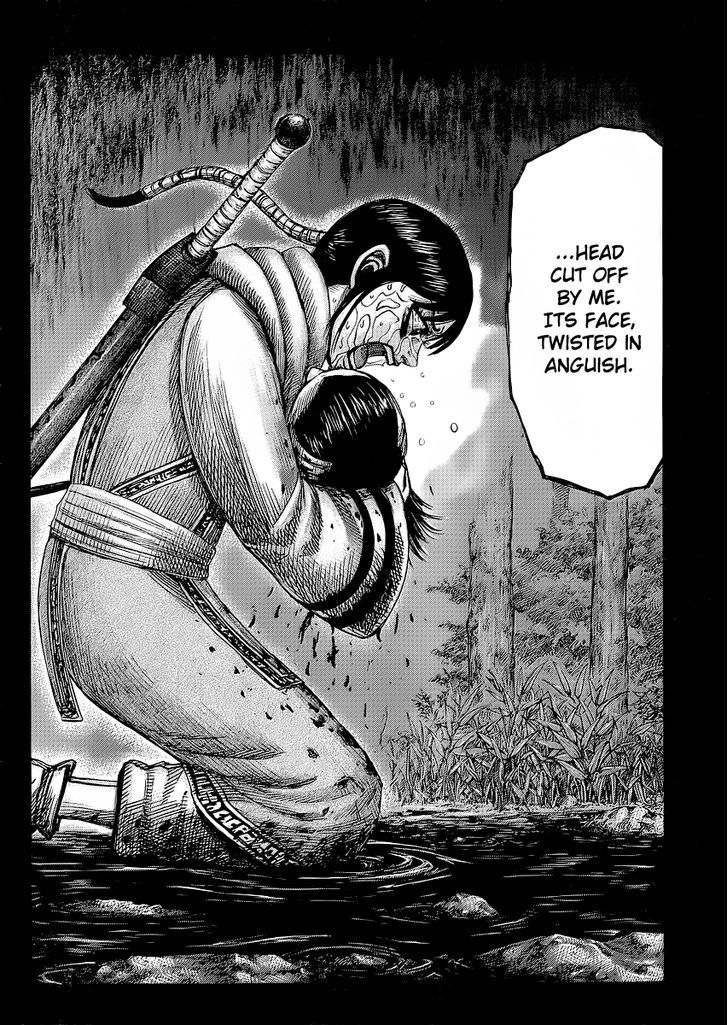 ...HEAD
CUT OFF
BY ME.
ITS FACE,
TWISTED IN
ANGUISH.